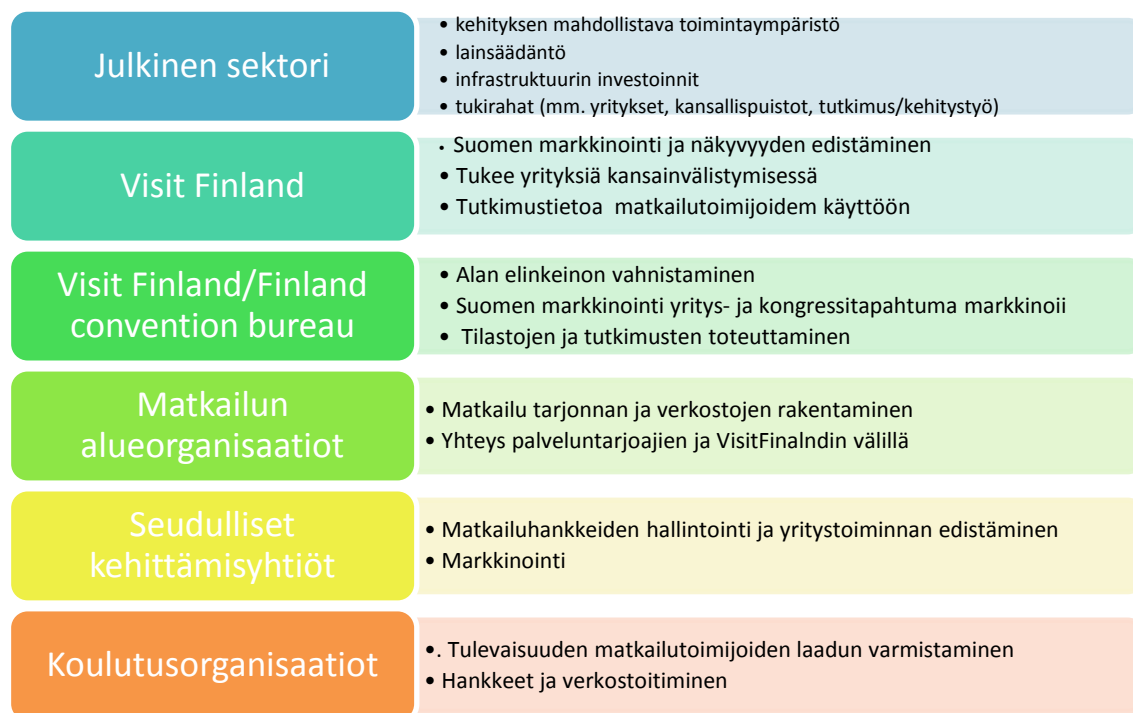 Julkinen sektori
• kehityksen mahdollistava toimintaympäristö
• lainsäädäntö
• infrastruktuurin investoinnit
• tukirahat (mm. yritykset, kansallispuistot, tutkimus/kehitystyö)
Visit Finland
• Suomen markkinointi ja näkyvyyden edistäminen
• Tukee yrityksiä kansainvälistymisessä
• Tutkimustietoa matkailutoimijoidem käyttöön
Visit Finland/Finland
convention bureau
• Alan elinkeinon vahnistaminen
• Suomen markkinointi yritys- ja kongressitapahtuma markkinoii
• Tilastojen ja tutkimusten toteuttaminen
Matkailun
alueorganisaatiot
• Matkailu tarjonnan ja verkostojen rakentaminen
• Yhteys palveluntarjoajien ja VisitFinalndin välillä
Seudulliset
kehittämisyhtiöt
• Matkailuhankkeiden hallintointi ja yritystoiminnan edistäminen
• Markkinointi
Koulutusorganisaatiot
•. Tulevaisuuden matkailutoimijoiden laadun varmistaminen
• Hankkeet ja verkostoitiminen